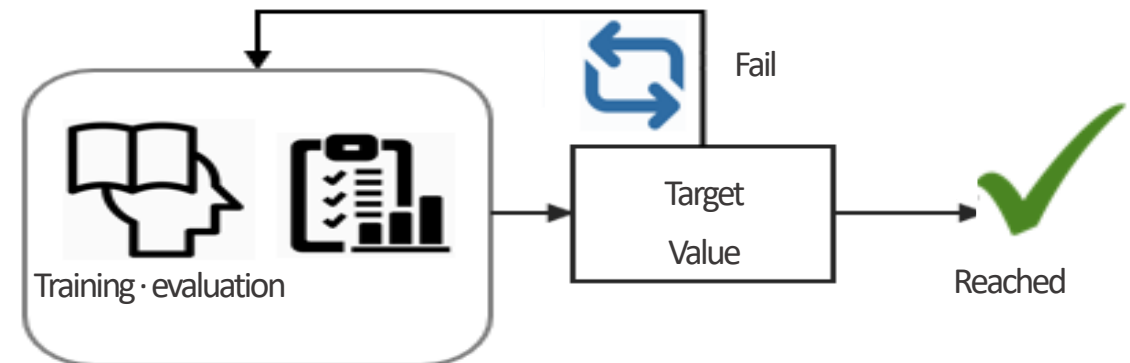 Fail
Target
Value
Training · evaluation
Reached